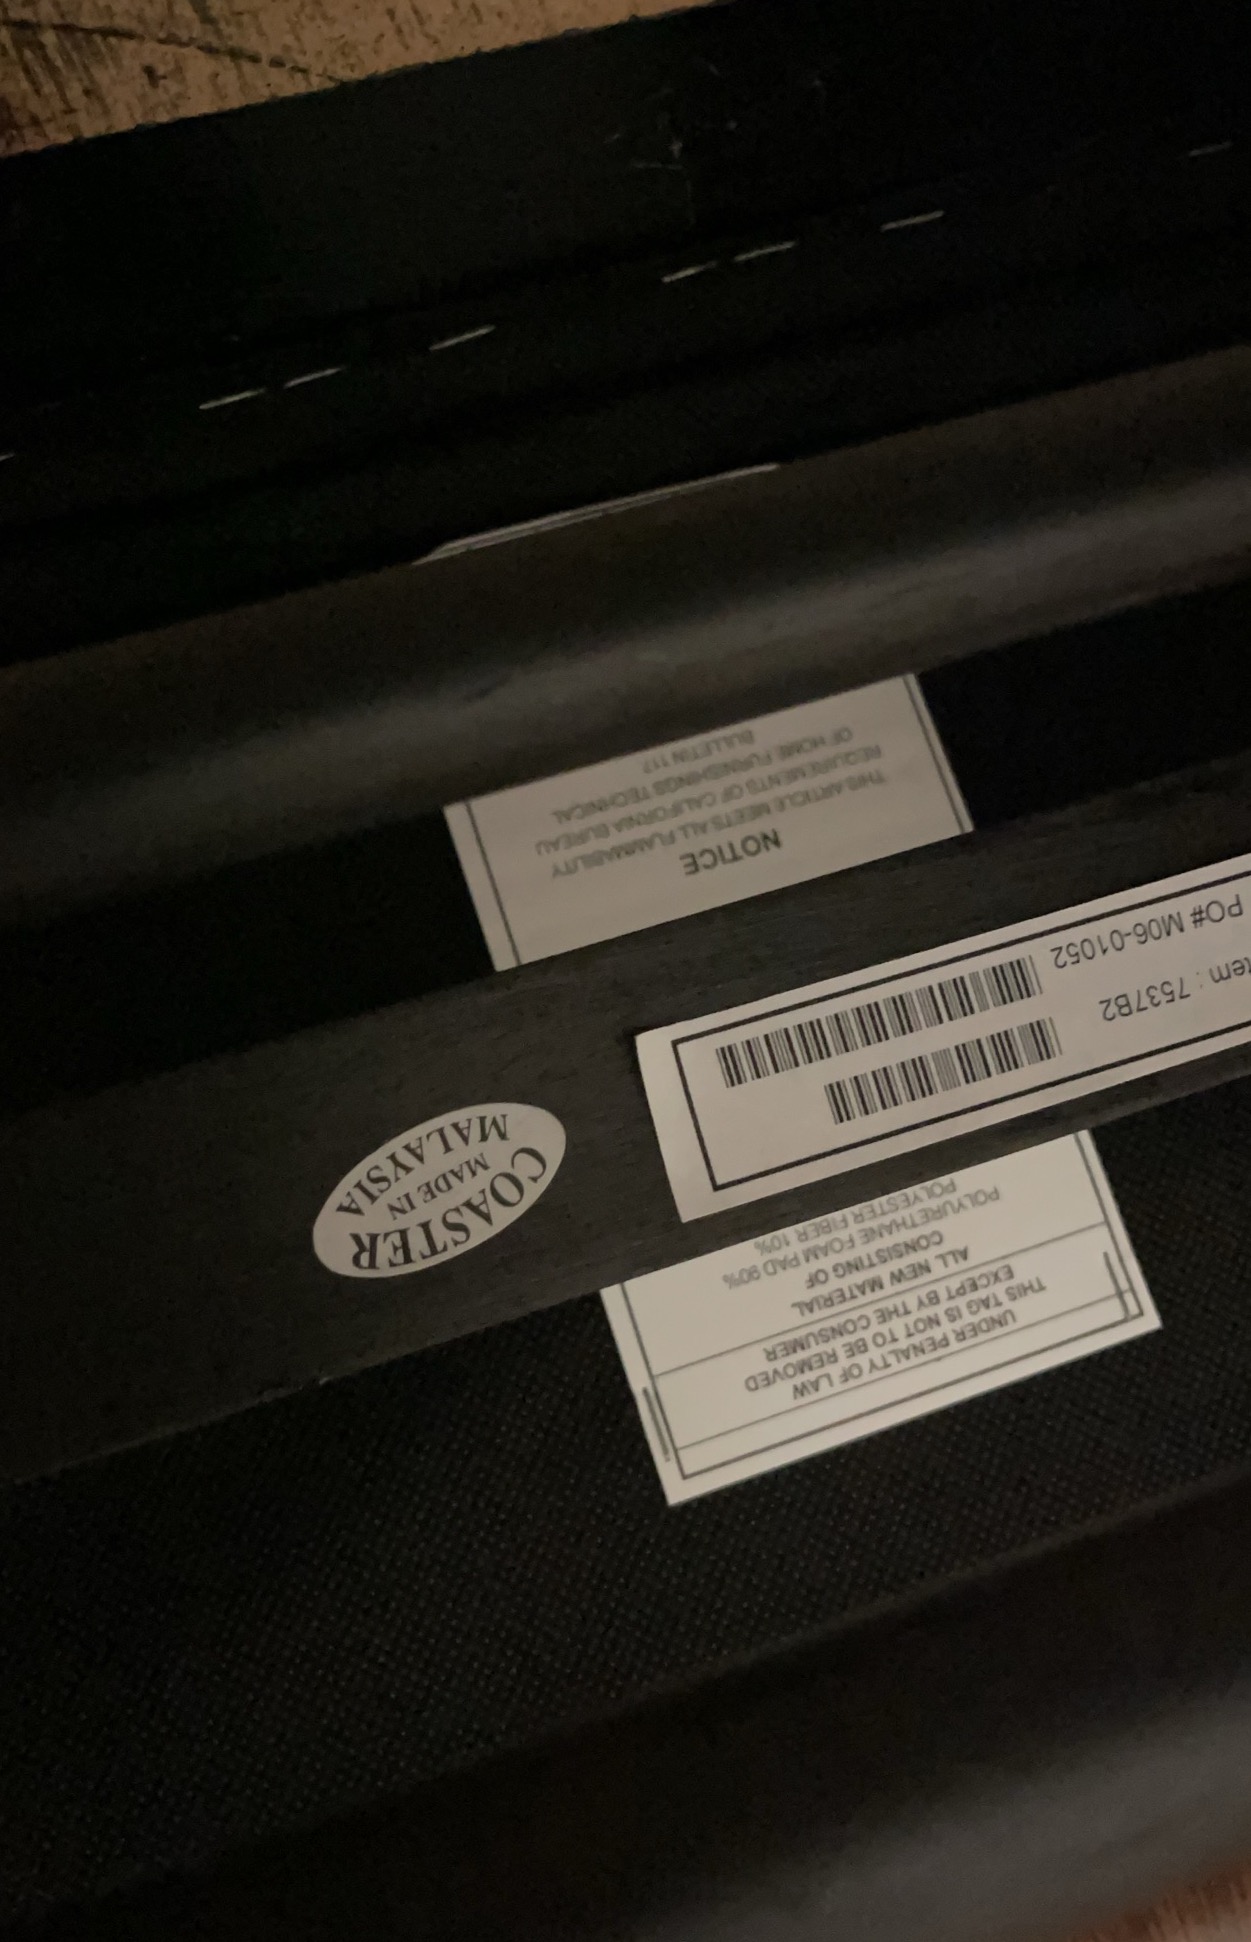 NOTICE
THIS ARTICLE MEETS ALL FLAMMABILITY
REQUIREMENTS OF CALIFORNIA BUREAU
OF HOME FURNISHINGS TECHNICAL
BULLETIN 117
PO# M06-01052
tem : 7537B2
COASTER
MADE IN
MALAYSIA
UNDER PENALTY OF LAW
THIS TAG IS NOT TO BE REMOVED
EXCEPT BY THE CONSUMER
ALL NEW MATERIAL
CONSISTING OF
POLYURETHANE FOAM PAD 90%
POLYESTER FIBER 10%